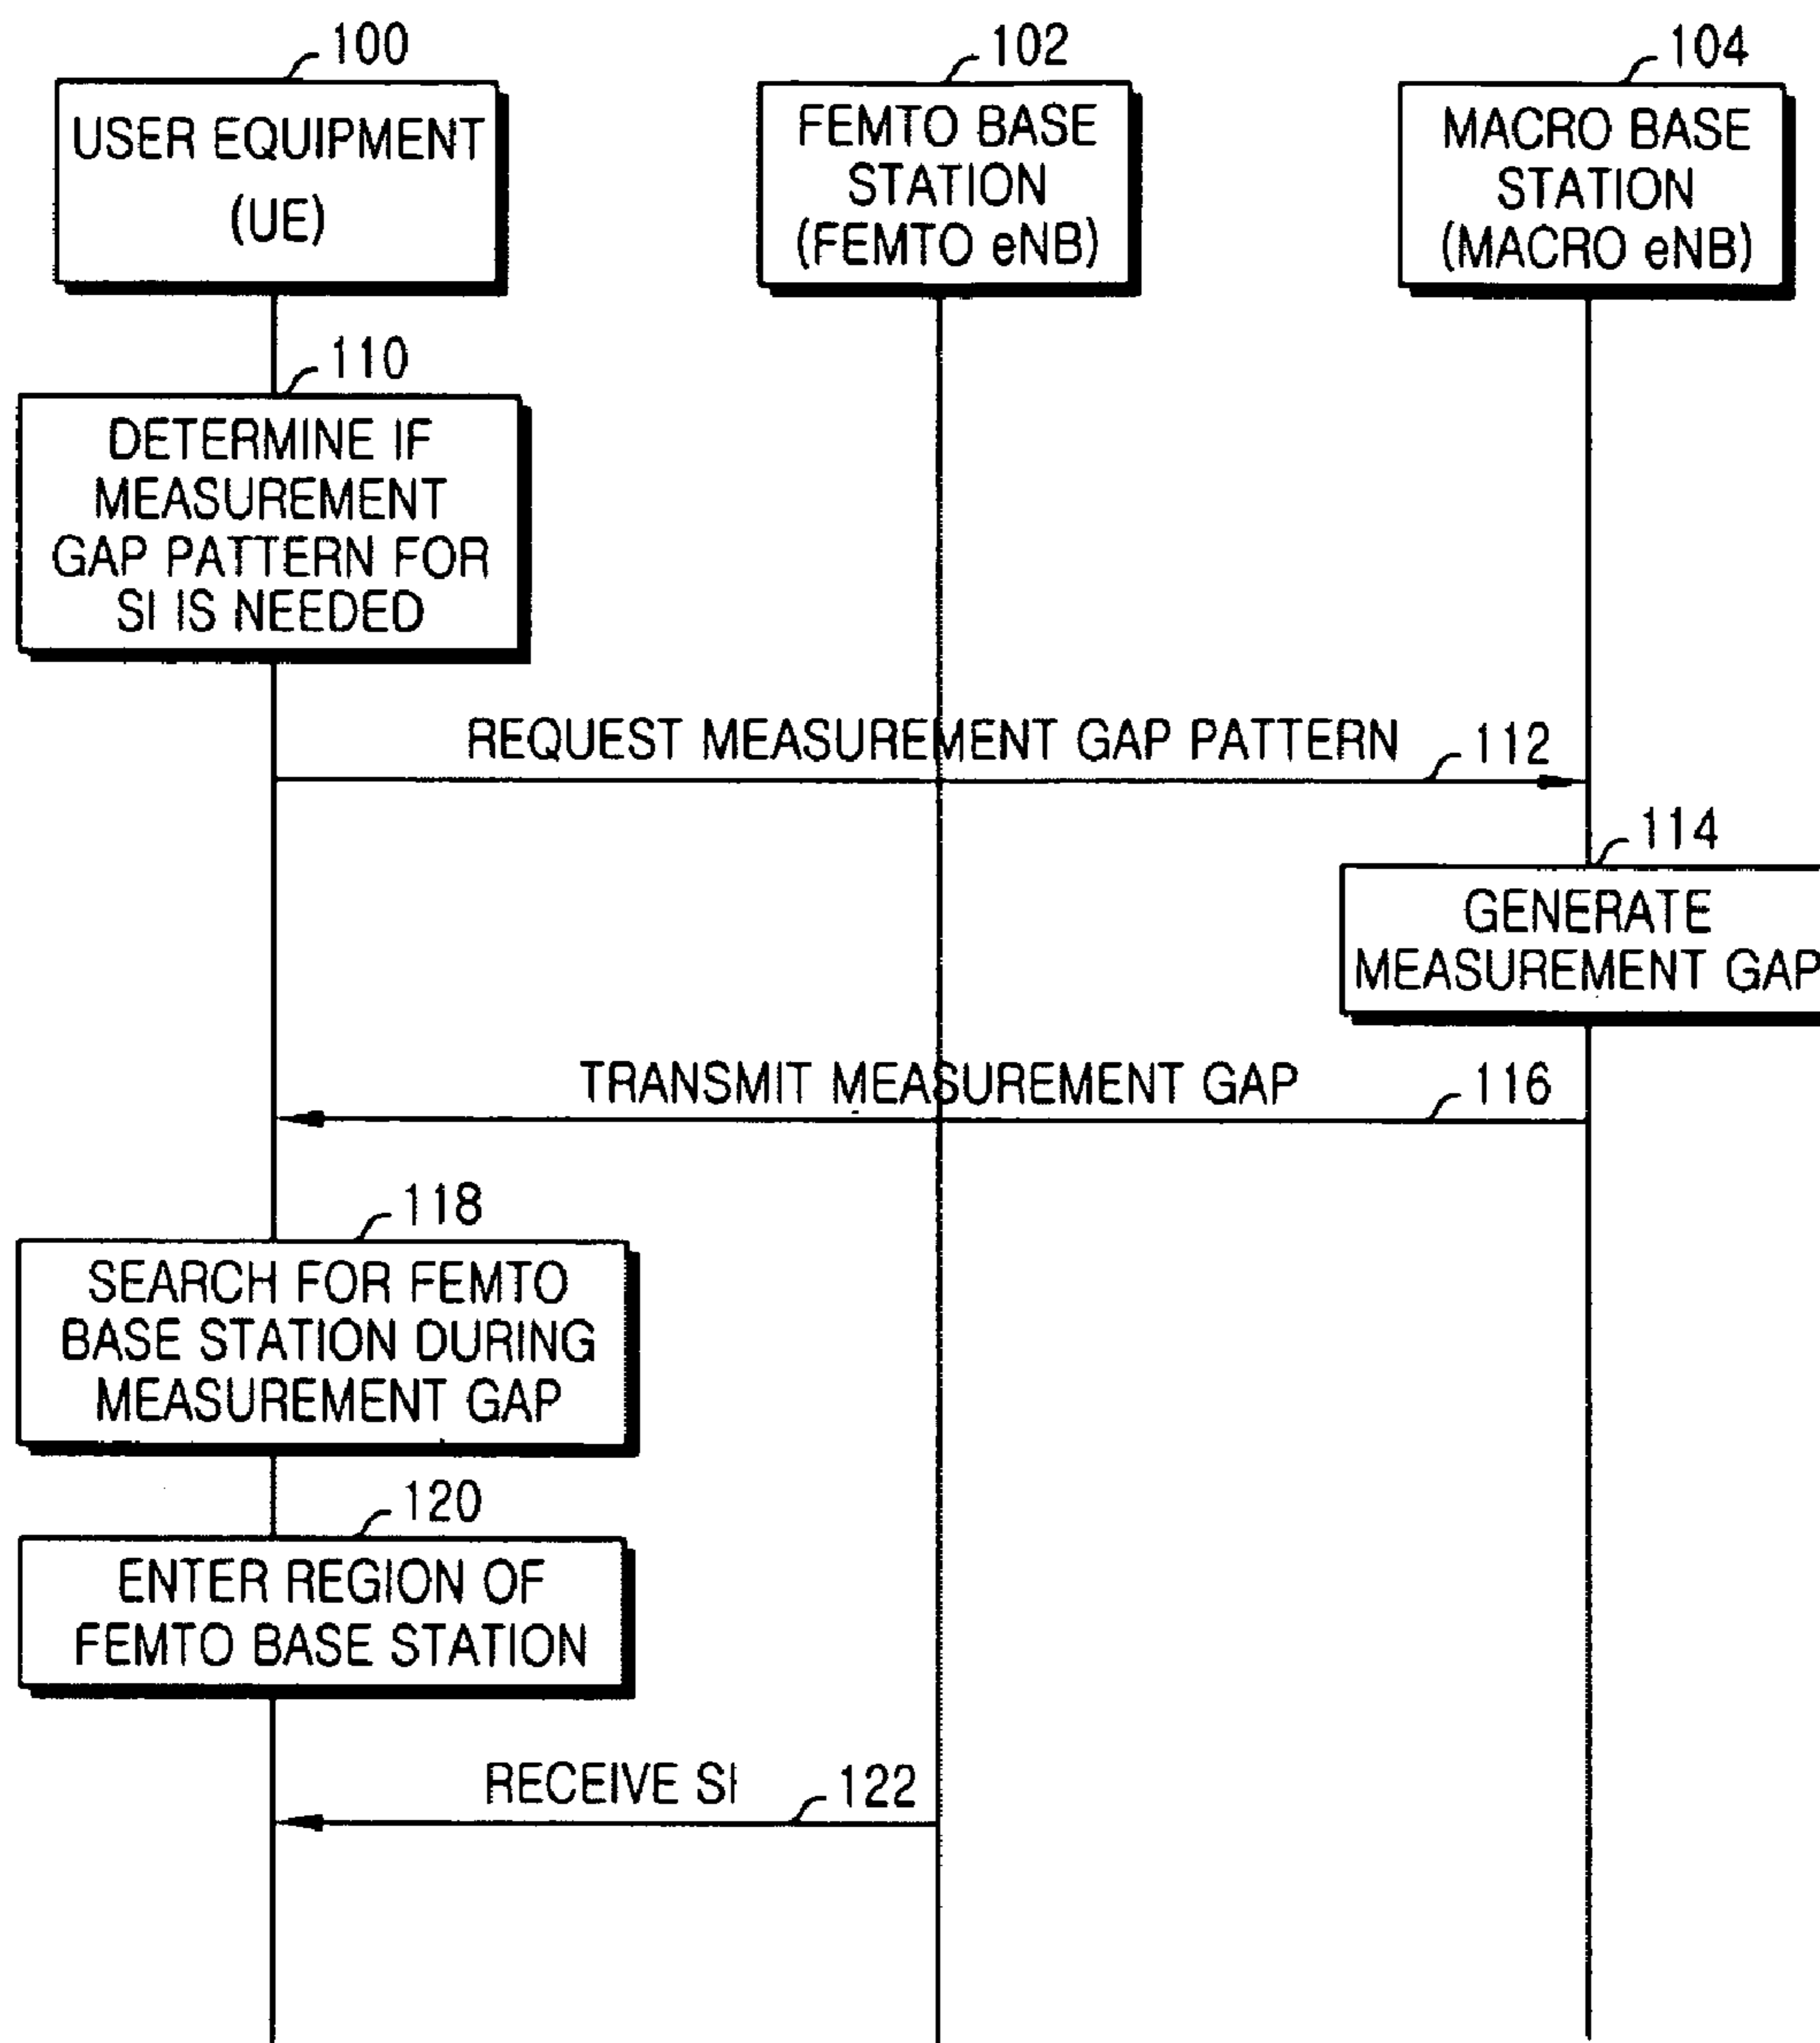 100
102
104
USER EQUIPMENT
(UE)
FEMTO BASE
STATION
(FEMTO eNB)
MACRO BASE
STATION
(MACRO eNB)
110
DETERMINE IF
MEASUREMENT
GAP PATTERN FOR
SI IS NEEDED
REQUEST MEASUREMENT GAP PATTERN
112
114
GENERATE
MEASUREMENT GAP
TRANSMIT MEASUREMENT GAP
116
118
SEARCH FOR FEMTO
BASE STATION DURING
MEASUREMENT GAP
120
ENTER REGION OF
FEMTO BASE STATION
RECEIVE SI
122